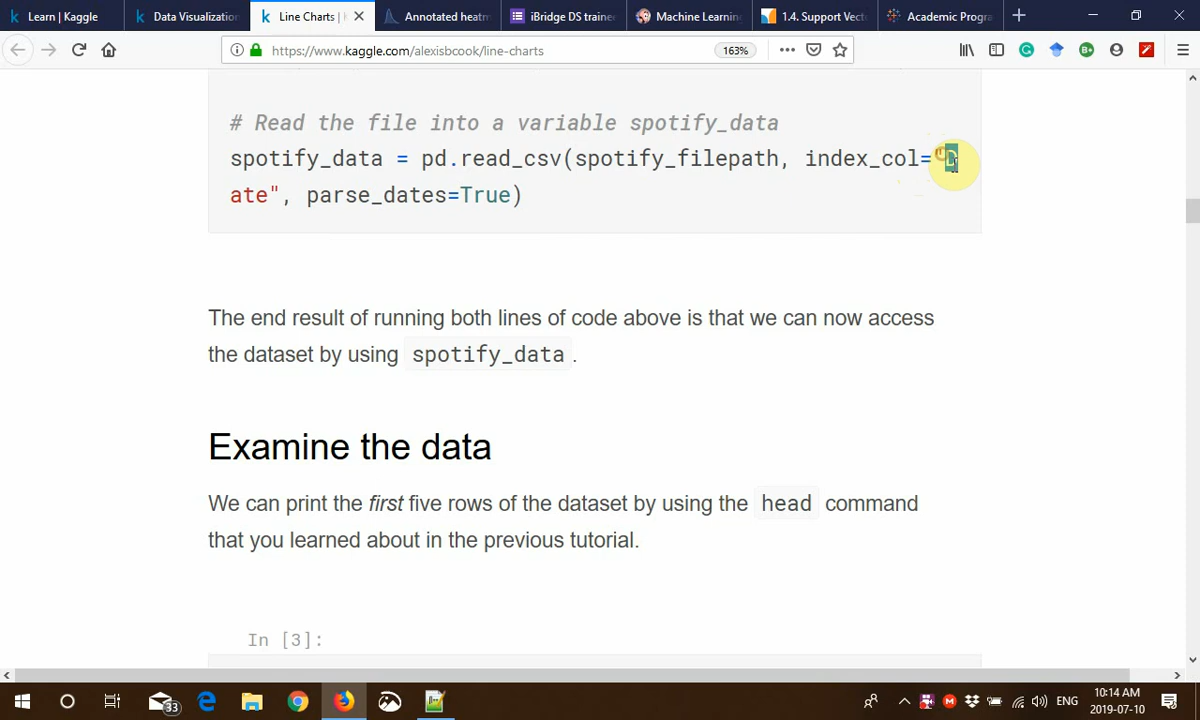 Learn | Kaggle
Data Visualization
Line Charts |
Annotated heatm
iBridge DS traine
Machine Learning
1.4. Support Vect
Academic Progra
https://www.kaggle.com/alexisbcook/line-charts
163%
# Read the file into a variable spotify_data
spotify_data = pd.read_csv(spotify_filepath, index_col="D
ate", parse_dates=True)
The end result of running both lines of code above is that we can now access
the dataset by using spotify_data .
Examine the data
We can print the first five rows of the dataset by using the head command
that you learned about in the previous tutorial.
In [3]:
33
ENG
10:14 AM
2019-07-10